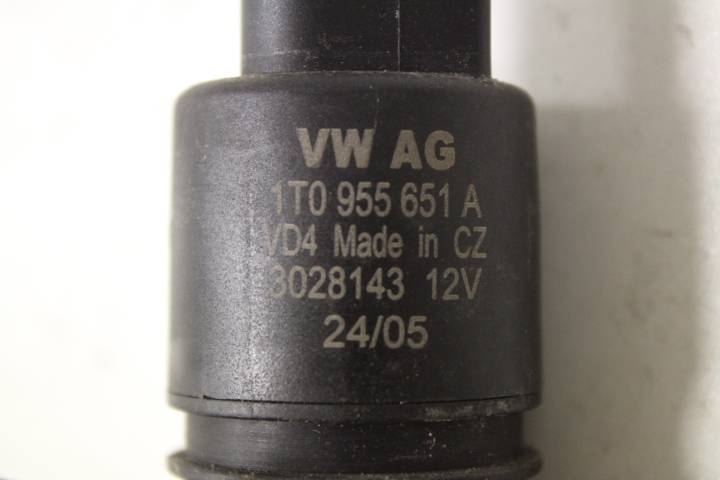 VW AG
1T0 955 651 A
VD4 Made in CZ
3028143 12V
24/05